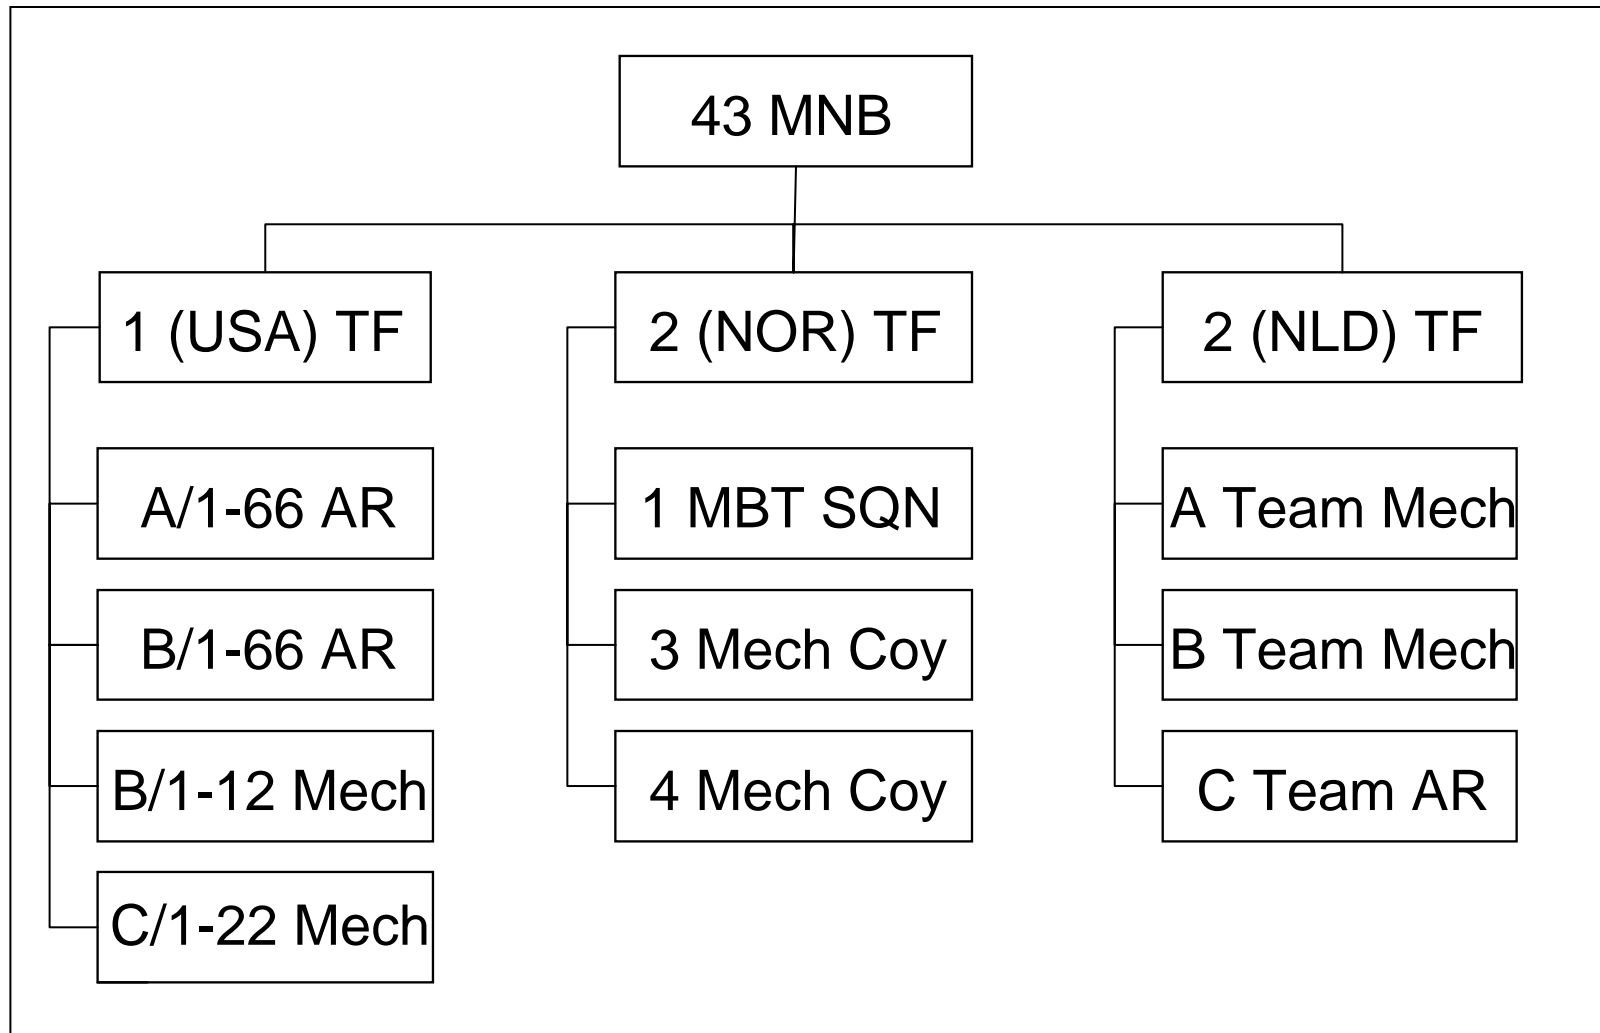 43 MNB
1 (USA) TF
2 (NOR) TF
2 (NLD) TF
A/1-66 AR
1 MBT SQN
A Team Mech
B/1-66 AR
3 Mech Coy
B Team Mech
B/1-12 Mech
4 Mech Coy
C Team AR
C/1-22 Mech